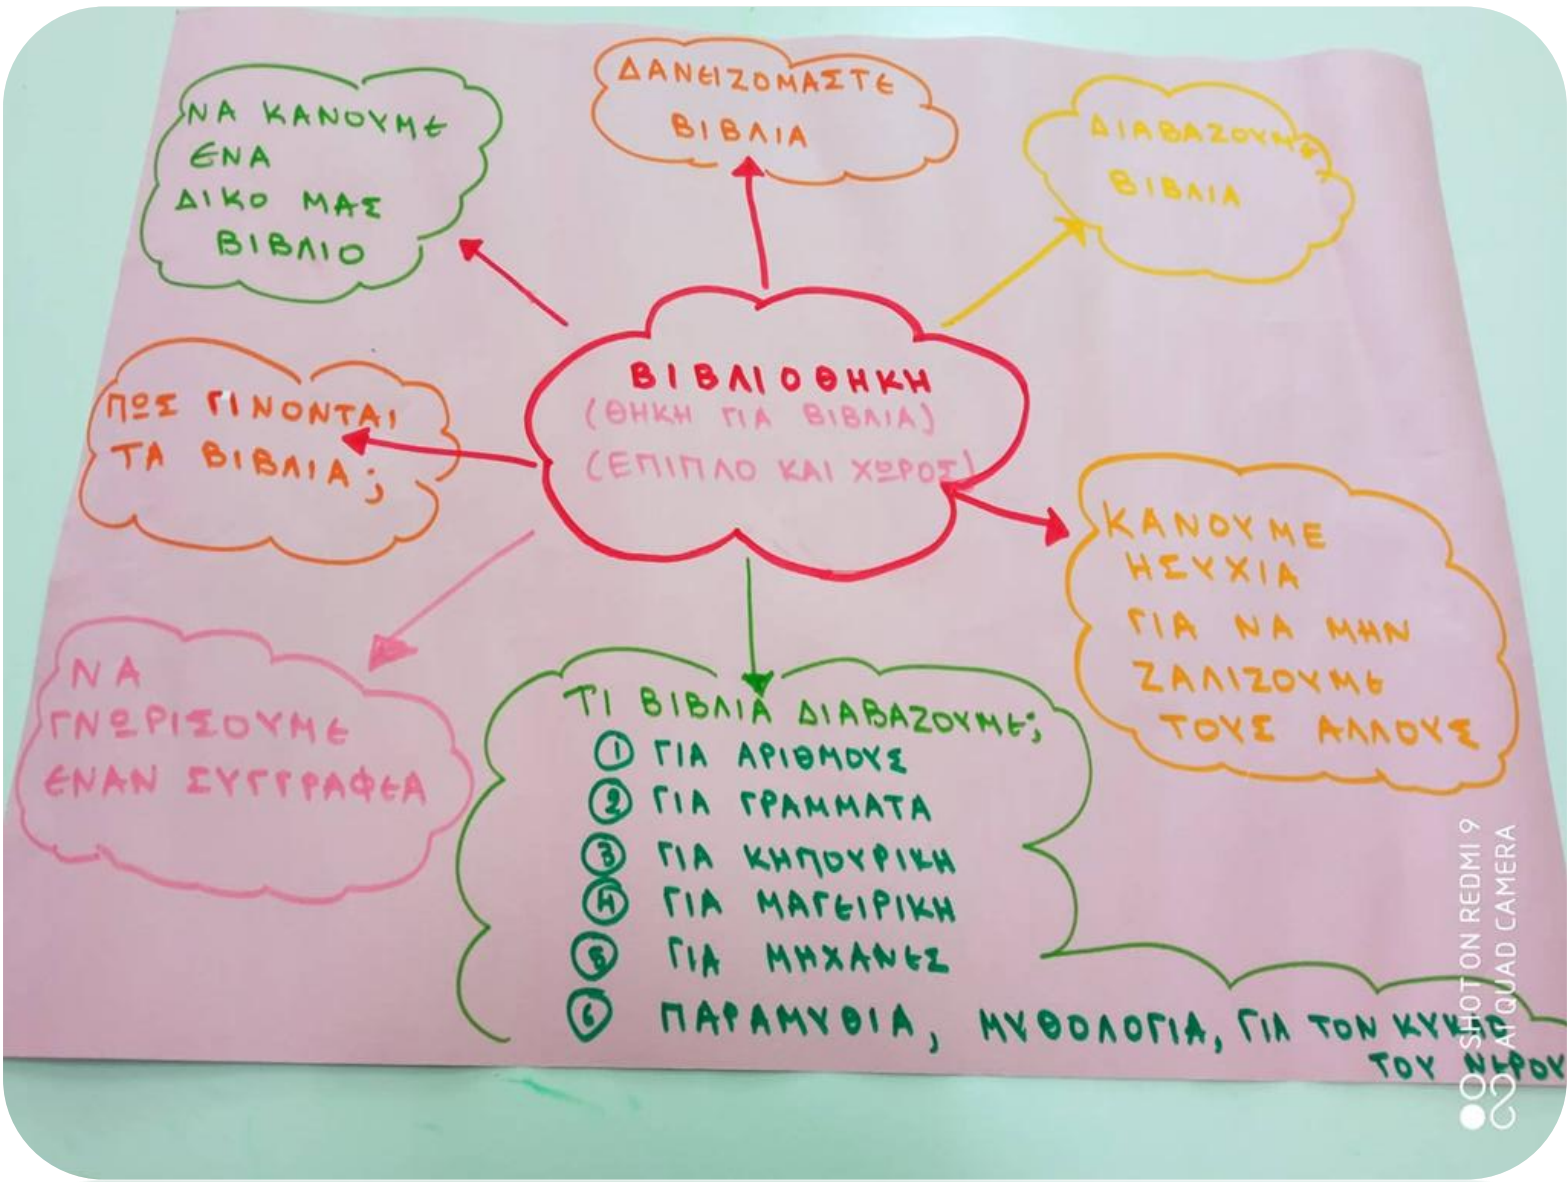 ΝΑ ΚΑΝΟΥΜΕ
ΕΝΑ
ΔΙΚΟ ΜΑΣ
ΒΙΒΛΙΟ
ΔΑΝΕΙΖΟΜΑΣΤΕ
ΒΙΒΛΙΑ
ΔΙΑΒΑΖΟΥΜΕ
ΒΙΒΛΙΑ
ΒΙΒΛΙΟΘΗΚΗ
(ΘΗΚΗ ΓΙΑ ΒΙΒΛΙΑ)
(ΕΠΙΠΛΟ ΚΑΙ ΧΩΡΟΣ)
ΠΩΣ ΓΙΝΟΝΤΑΙ
ΤΑ ΒΙΒΛΙΑ;
ΚΑΝΟΥΜΕ
ΗΣΥΧΙΑ
ΓΙΑ ΝΑ ΜΗΝ
ΖΑΛΙΖΟΥΜΕ
ΤΟΥΣ ΑΛΛΟΥΣ
ΝΑ
ΓΝΩΡΙΣΟΥΜΕ
ΕΝΑΝ ΣΥΓΓΡΑΦΕΑ
ΤΙ ΒΙΒΛΙΑ ΔΙΑΒΑΖΟΥΜΕ;
1 ΓΙΑ ΑΡΙΘΜΟΥΣ
2 ΓΙΑ ΓΡΑΜΜΑΤΑ
3 ΓΙΑ ΚΗΠΟΥΡΙΚΗ
4 ΓΙΑ ΜΑΓΕΙΡΙΚΗ
5 ΓΙΑ ΜΗΧΑΝΕΣ
6 ΠΑΡΑΜΥΘΙΑ, ΜΥΘΟΛΟΓΙΑ, ΓΙΑ ΤΟΝ ΚΥΚΛΟ
ΤΟΥ ΝΕΡΟΥ
SHOT ON REDMI 9
AI QUAD CAMERA